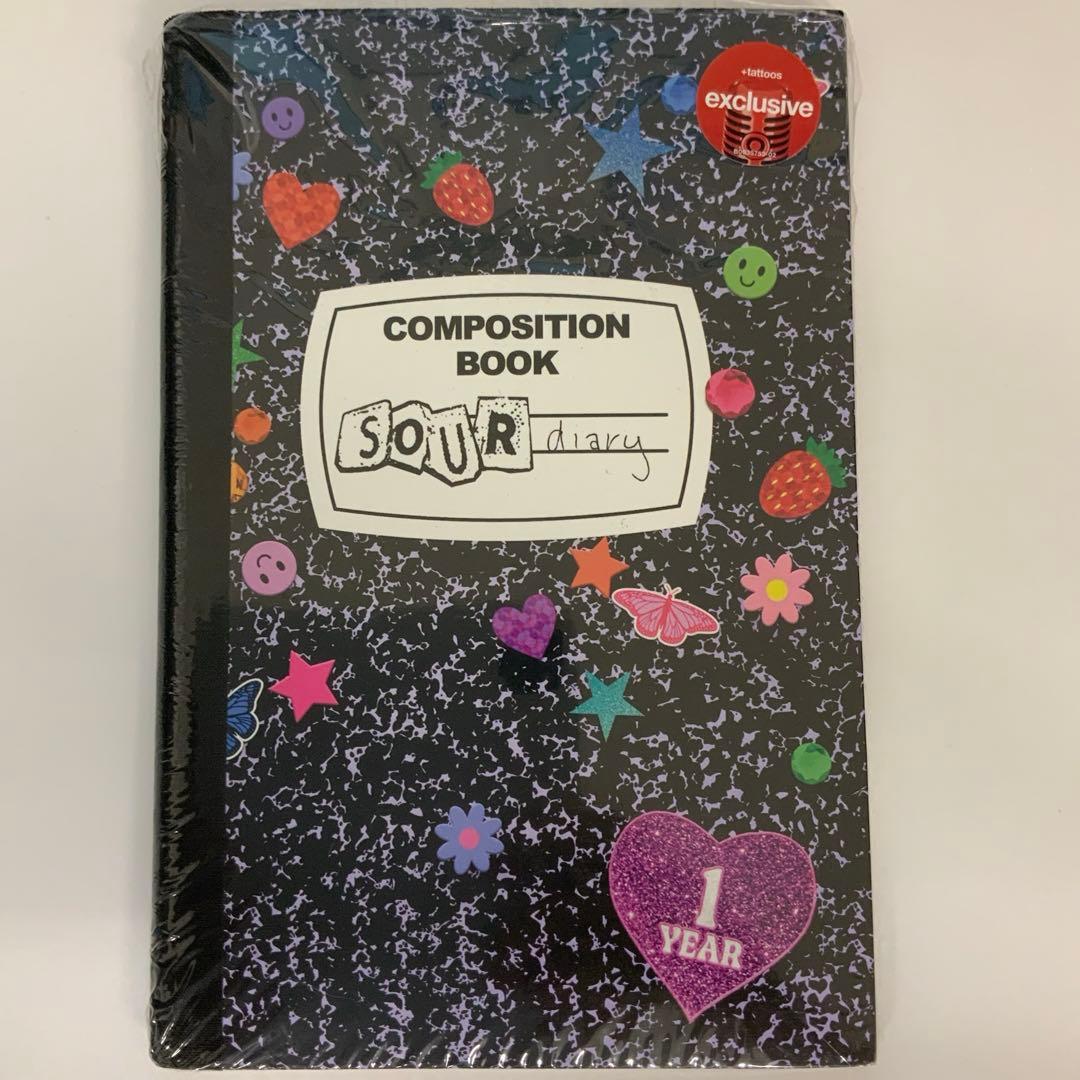 +tattoos
exclusive
COMPOSITION
BOOK
SOUR diary
1
YEAR